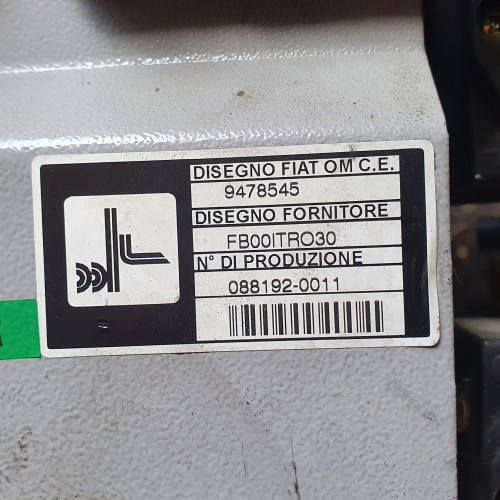 DISEGNO FIAT OM C.E.
9478545
DISEGNO FORNITORE
FB00ITRO30
N° DI PRODUZIONE
088192-0011